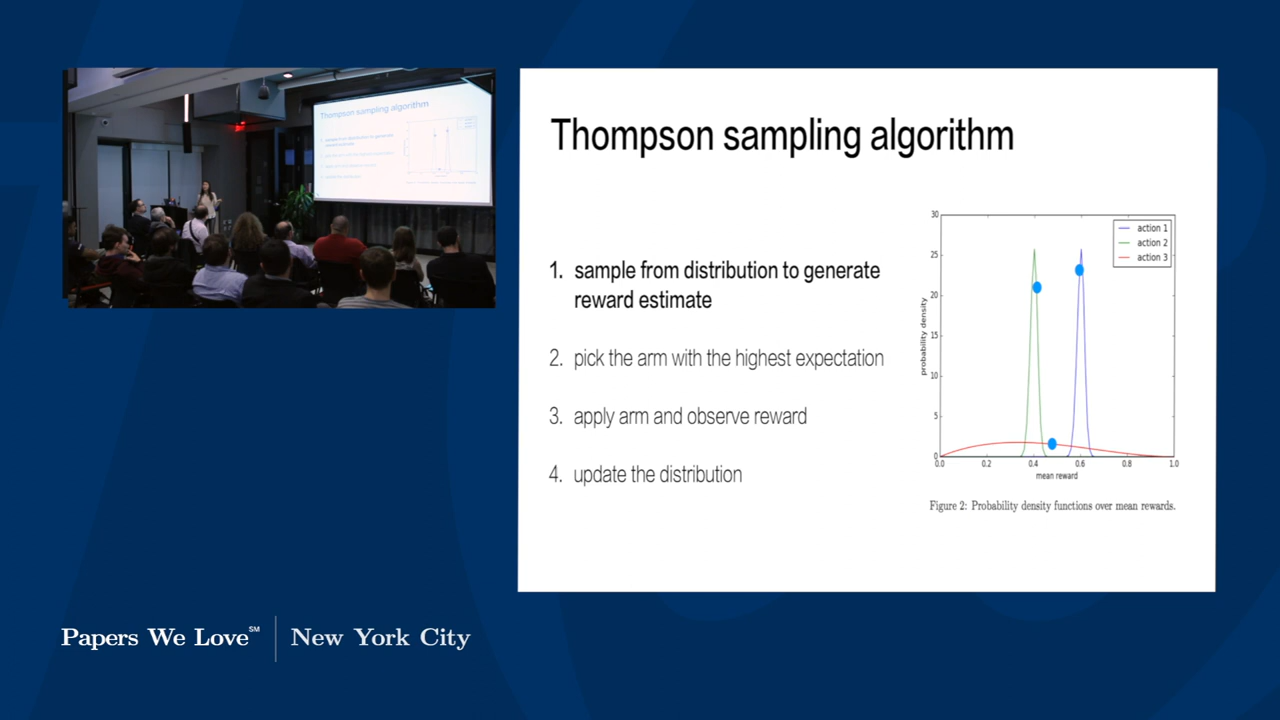 Thompson sampling algorithm
Thompson sampling algorithm
1. sample from distribution to generate
reward estimate
2. pick the arm with the highest expectation
3. apply arm and observe reward
4. update the distribution
30
25
20
15
10
5
0
probability density
action 1
action 2
action 3
0.0 0.2 0.4 0.6 0.8 1.0
mean reward
Figure 2: Probability density functions over mean rewards.
Papers We Love℠ | New York City